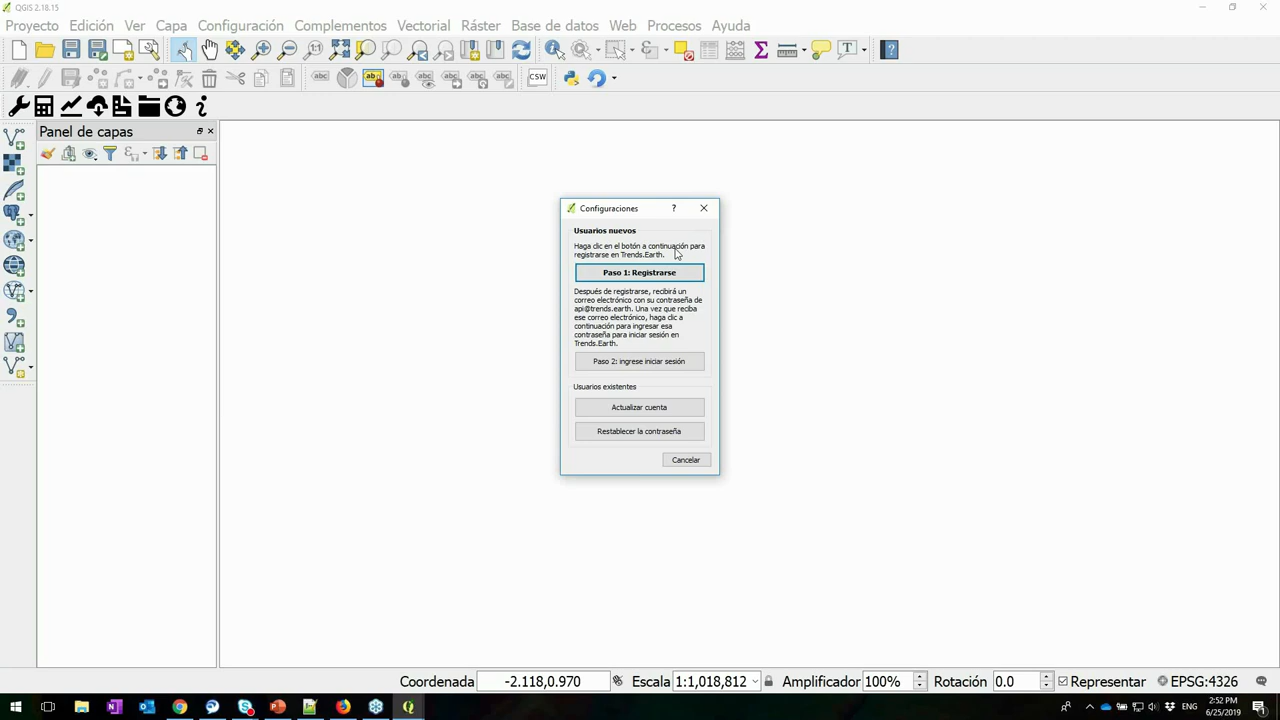 QGIS 2.18.15
Proyecto Edición Ver Capa Configuración Complementos Vectorial Ráster Base de datos Web Procesos Ayuda
CSW
Panel de capas
Configuraciones
Usuarios nuevos
Haga clic en el botón a continuación para
registrarse en Trends.Earth.
Paso 1: Registrarse
Después de registrarse, recibirá un
correo electrónico con su contraseña de
api@trends.earth. Una vez que reciba
ese correo electrónico, haga clic a
continuación para ingresar esa
contraseña para iniciar sesión en
Trends.Earth.
Paso 2: ingrese iniciar sesión
Usuarios existentes
Actualizar cuenta
Restablecer la contraseña
Cancelar
Coordenada -2.118,0.970 Escala 1:1,018,812 Amplificador 100% Rotación 0.0 Representar EPSG:4326
ENG 2:52 PM
6/25/2019